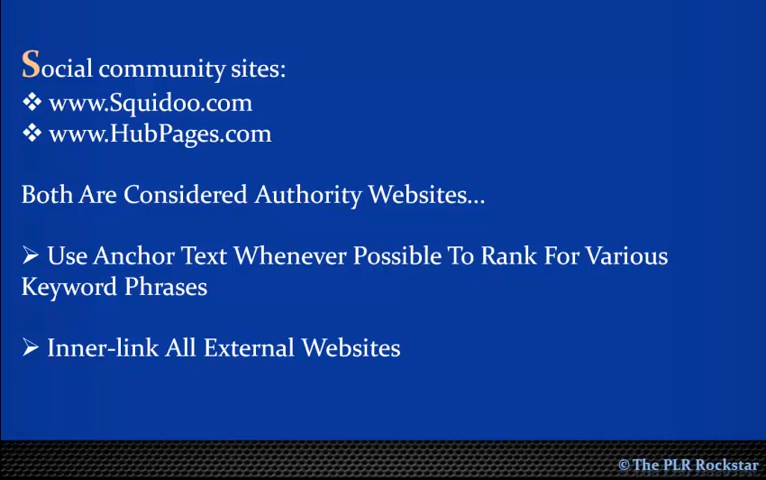 Social community sites:
❖ www.Squidoo.com
❖ www.HubPages.com
Both Are Considered Authority Websites...
➢ Use Anchor Text Whenever Possible To Rank For Various
Keyword Phrases
➢ Inner-link All External Websites
© The PLR Rockstar